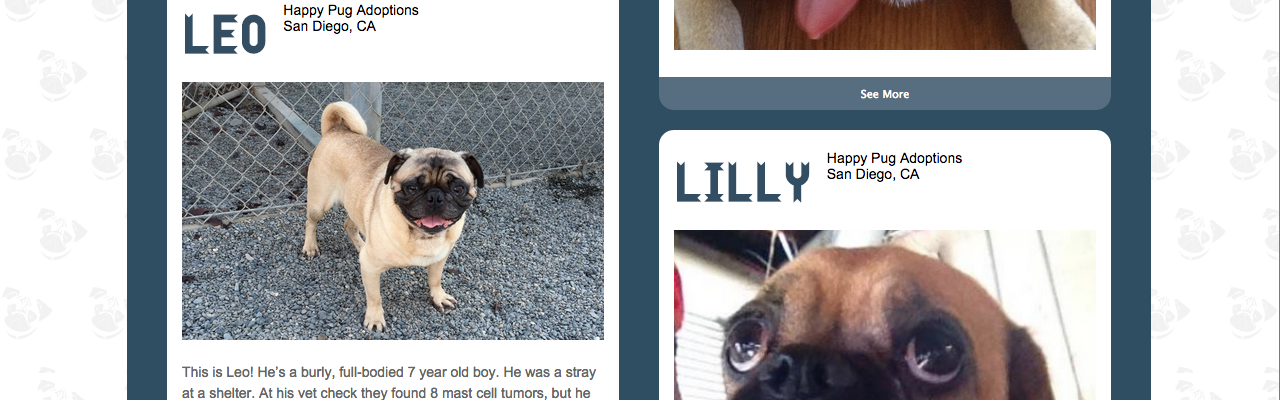 LEO
Happy Pug Adoptions
San Diego, CA
This is Leo! He's a burly, full-bodied 7 year old boy. He was a stray
at a shelter. At his vet check they found 8 mast cell tumors, but he
See More
LILLY
Happy Pug Adoptions
San Diego, CA